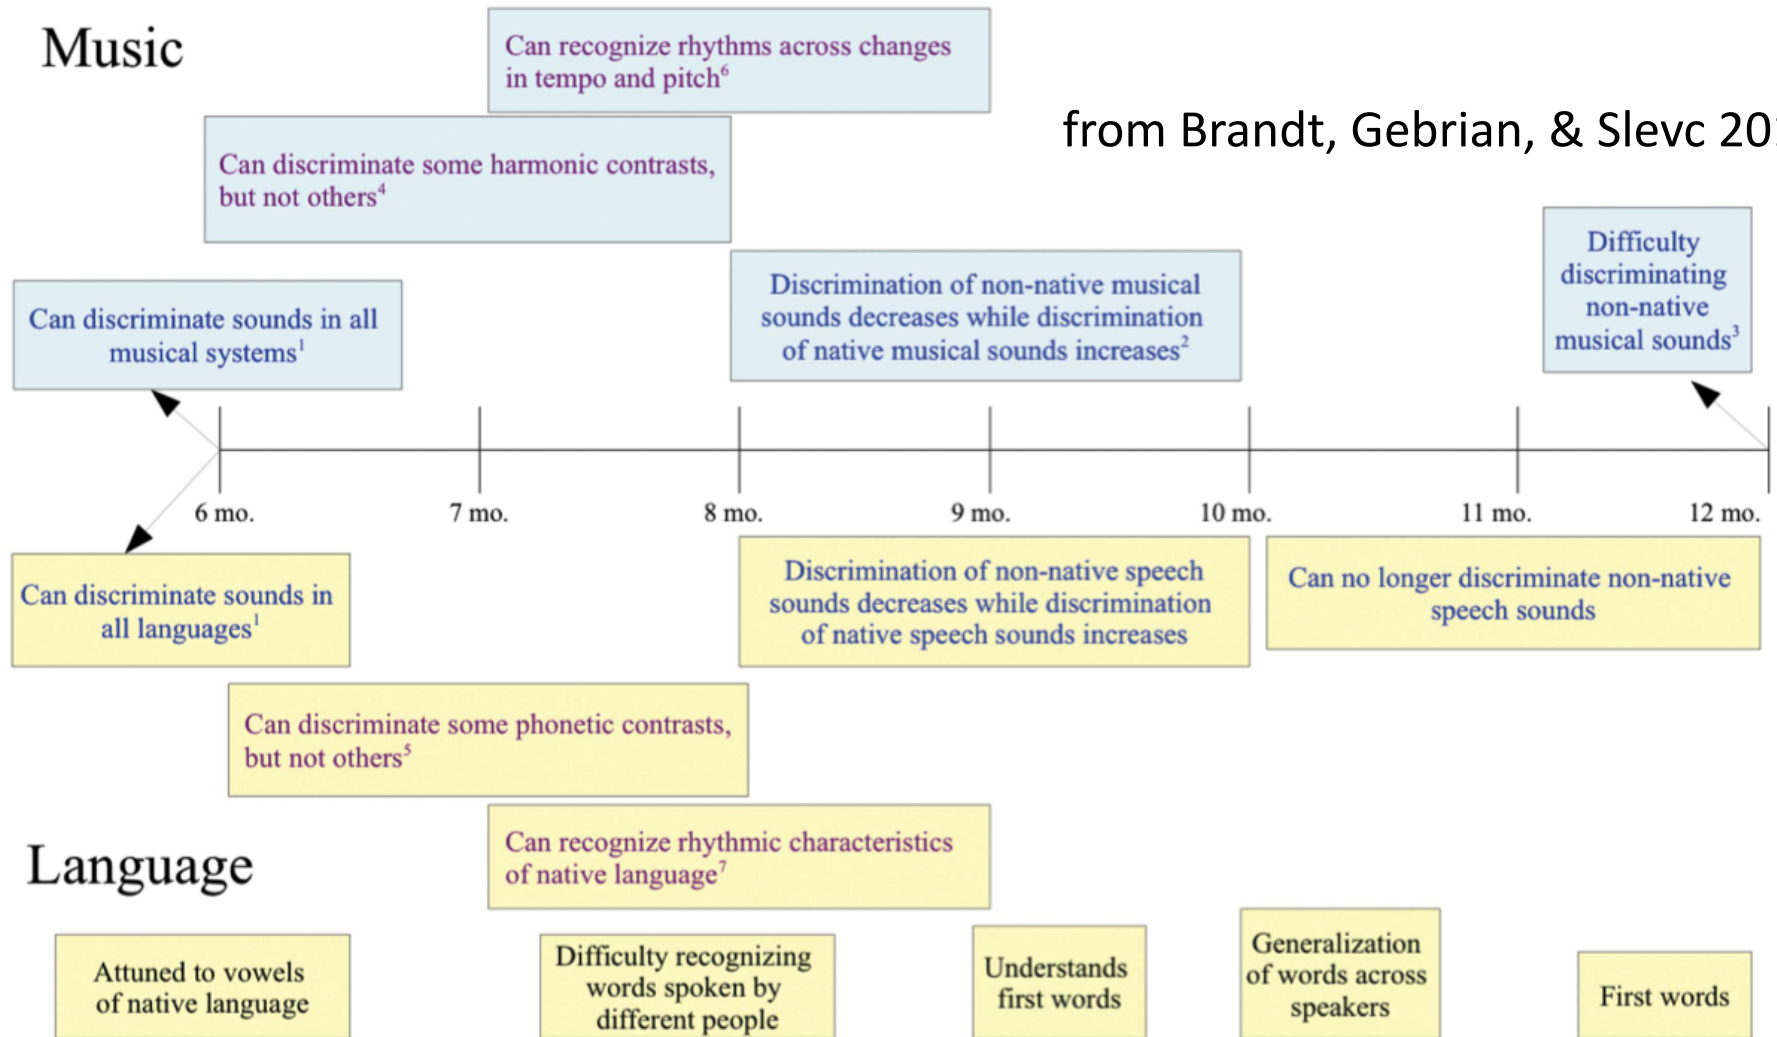 Music
Can recognize rhythms across changes
in tempo and pitch⁶
from Brandt, Gebrian, & Slevc
Can discriminate some harmonic contrasts,
but not others⁴
Difficulty
discriminating
non-native
musical sounds³
Discrimination of non-native musical
sounds decreases while discrimination
of native musical sounds increases²
Can discriminate sounds in all
musical systems¹
6 mo.
7 mo.
8 mo.
9 mo.
10 mo.
11 mo.
12 mo.
Can discriminate sounds in
all languages¹
Discrimination of non-native speech
sounds decreases while discrimination
of native speech sounds increases
Can no longer discriminate non-native
speech sounds
Can discriminate some phonetic contrasts,
but not others⁵
Can recognize rhythmic characteristics
of native language⁷
Language
Attuned to vowels
of native language
Difficulty recognizing
words spoken by
different people
Understands
first words
Generalization
of words across
speakers
First words